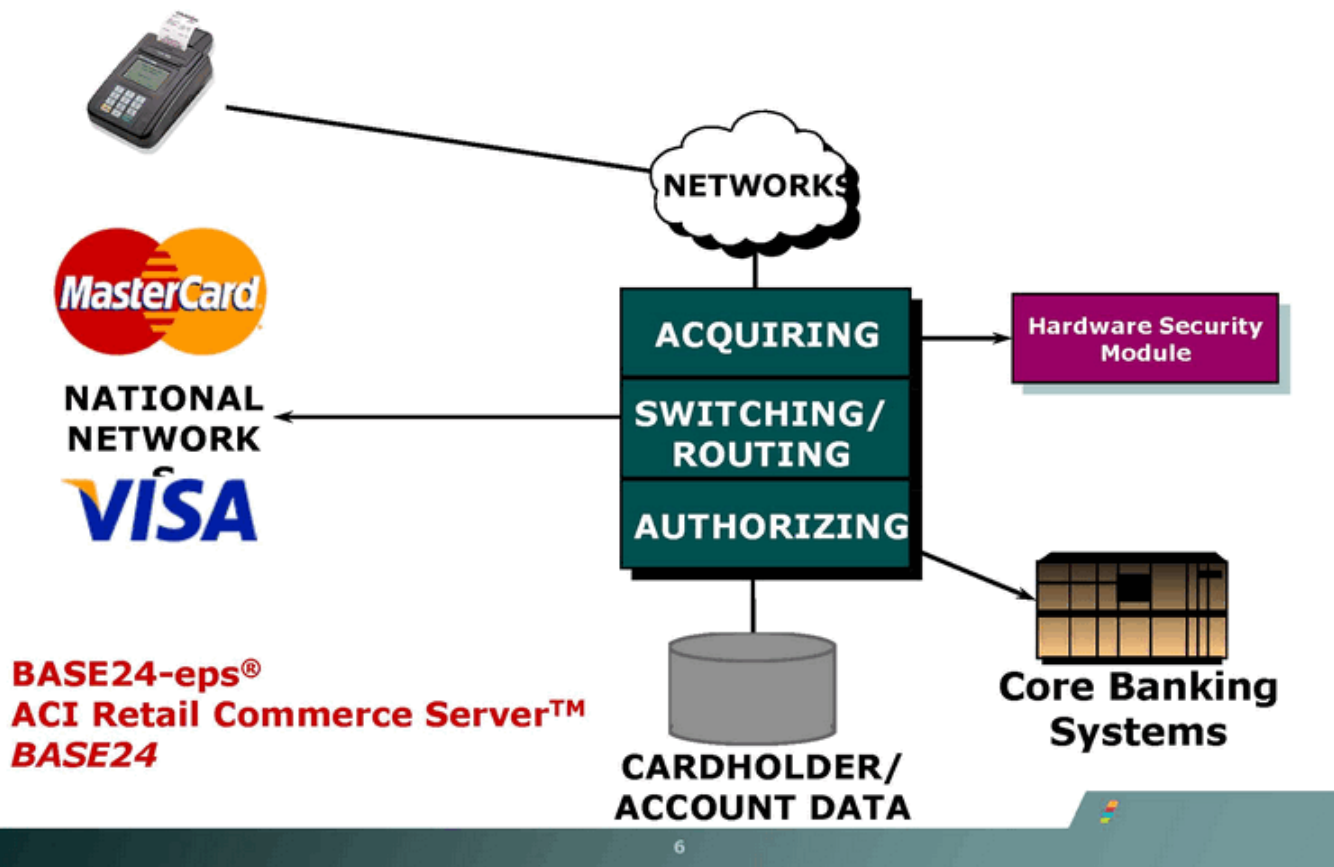 NETWORKS
MasterCard
ACQUIRING
Hardware Security
Module
NATIONAL
NETWORK
S
SWITCHING/
ROUTING
VISA
AUTHORIZING
BASE24-eps®
ACI Retail Commerce Server™
BASE24
Core Banking
Systems
CARDHOLDER/
ACCOUNT DATA
6